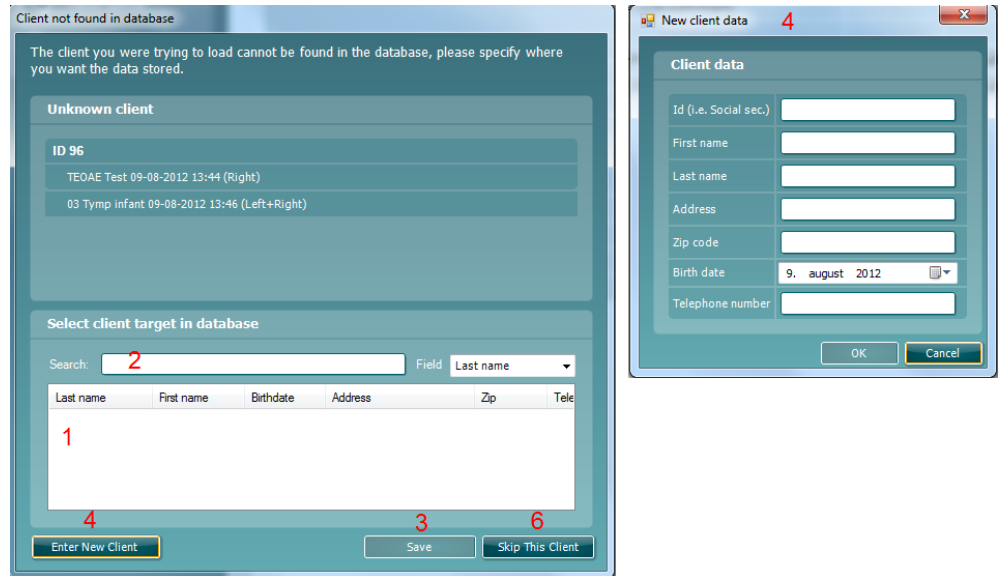 Client not found in database
The client you were trying to load cannot be found in the database, please specify where
you want the data stored.
Unknown client
ID 96
TEOAE Test 09-08-2012 13:44 (Right)
03 Tymp infant 09-08-2012 13:46 (Left+Right)
Select client target in database
Search: 2 Field Last name
Last name First name Birthdate Address Zip Tele
1
4 3 6
Enter New Client Save Skip This Client
New client data 4
Client data
Id (i.e. Social sec.)
First name
Last name
Address
Zip code
Birth date 9. august 2012
Telephone number
OK Cancel